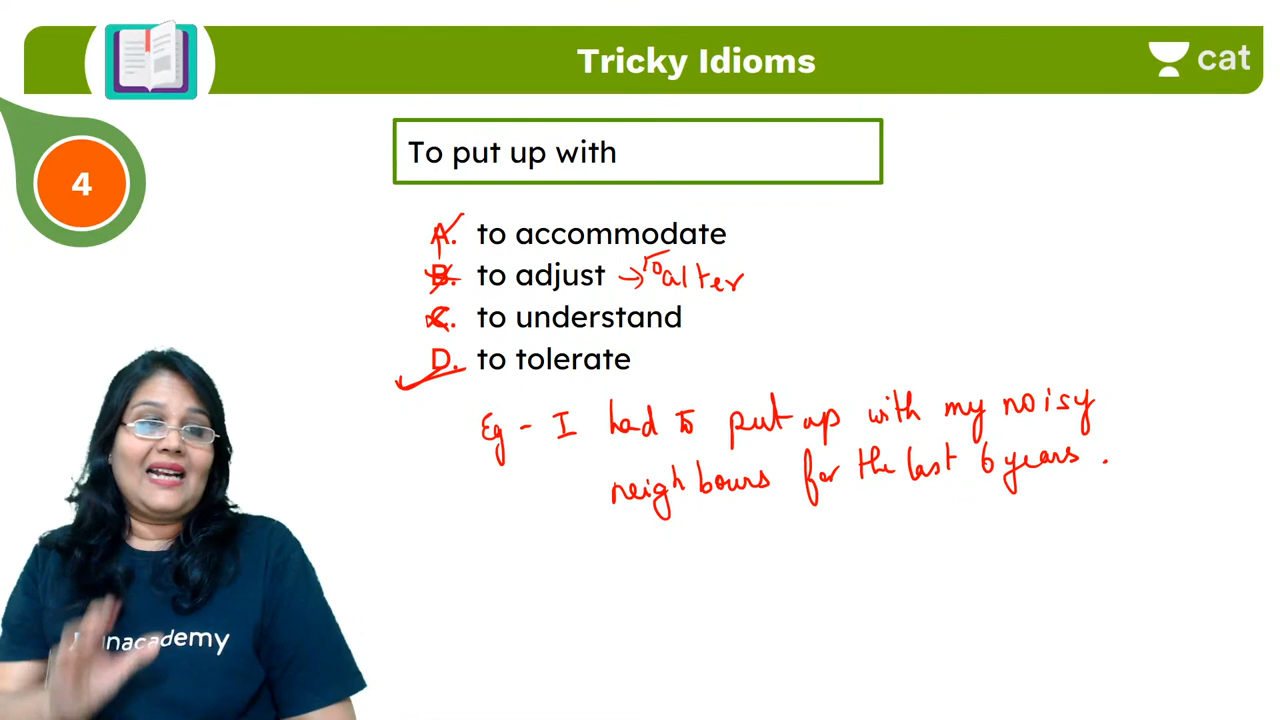 Tricky Idioms
cat
4
To put up with
A. to accommodate
B. to adjust → To alter
C. to understand
D. to tolerate
Eg - I had to put up with my noisy
neighbours for the last 6 years.
unacademy